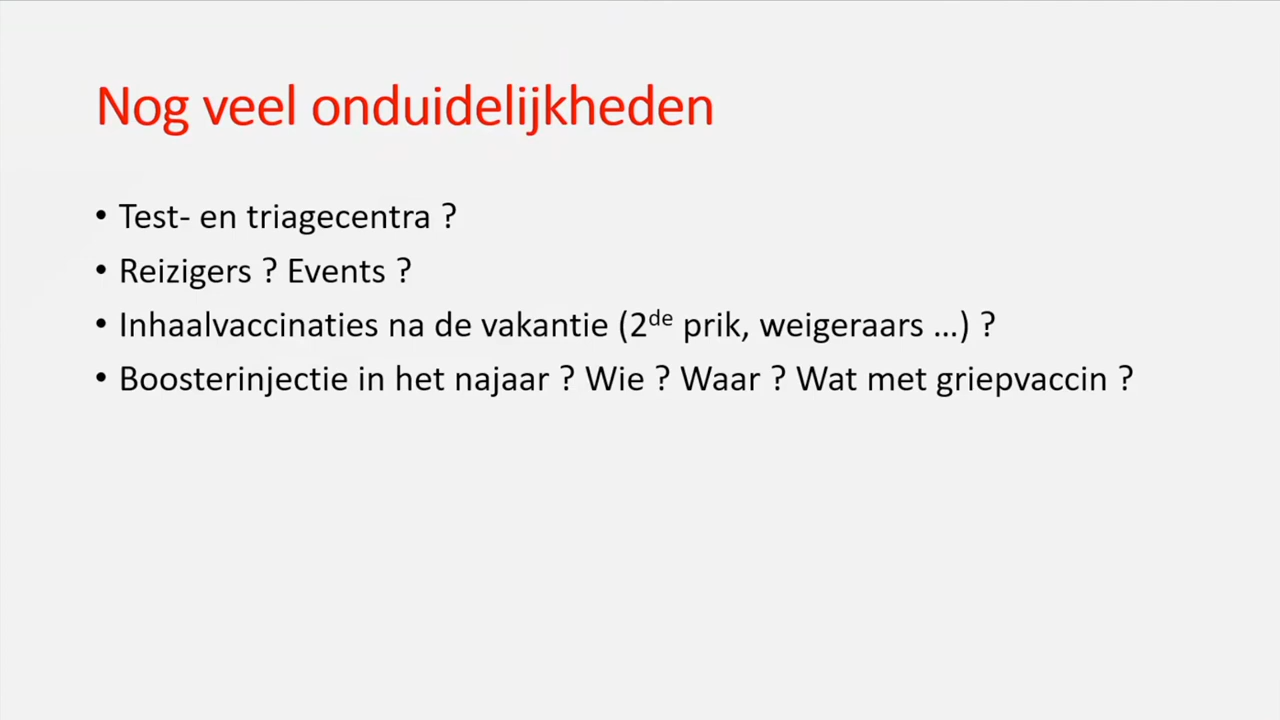 Nog veel onduidelijkheden
• Test- en triagecentra ?
• Reizigers ? Events ?
• Inhaalvaccinaties na de vakantie (2de prik, weigeraars …) ?
• Boosterinjectie in het najaar ? Wie ? Waar ? Wat met griepvaccin ?